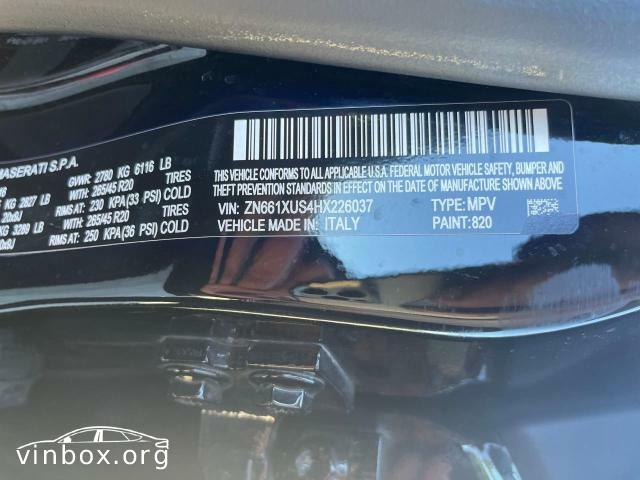 MASERATI S.P.A.
GVWR: 2780 KG 6116 LB
KG 2827 LB WITH 265/45 R20 TIRES
20x9J RIMS AT: 230 KPA(33 PSI) COLD
KG 3289 LB WITH 265/45 R20 TIRES
RIMS AT: 250 KPA(36 PSI) COLD
THIS VEHICLE CONFORMS TO ALL APPLICABLE U.S.A. FEDERAL MOTOR VEHICLE SAFETY, BUMPER AND
THEFT PREVENTION STANDARDS IN EFFECT ON THE DATE OF MANUFACTURE SHOWN ABOVE.
VIN: ZN661XUS4HX226037 TYPE: MPV
VEHICLE MADE IN: ITALY PAINT: 820
vinbox.org